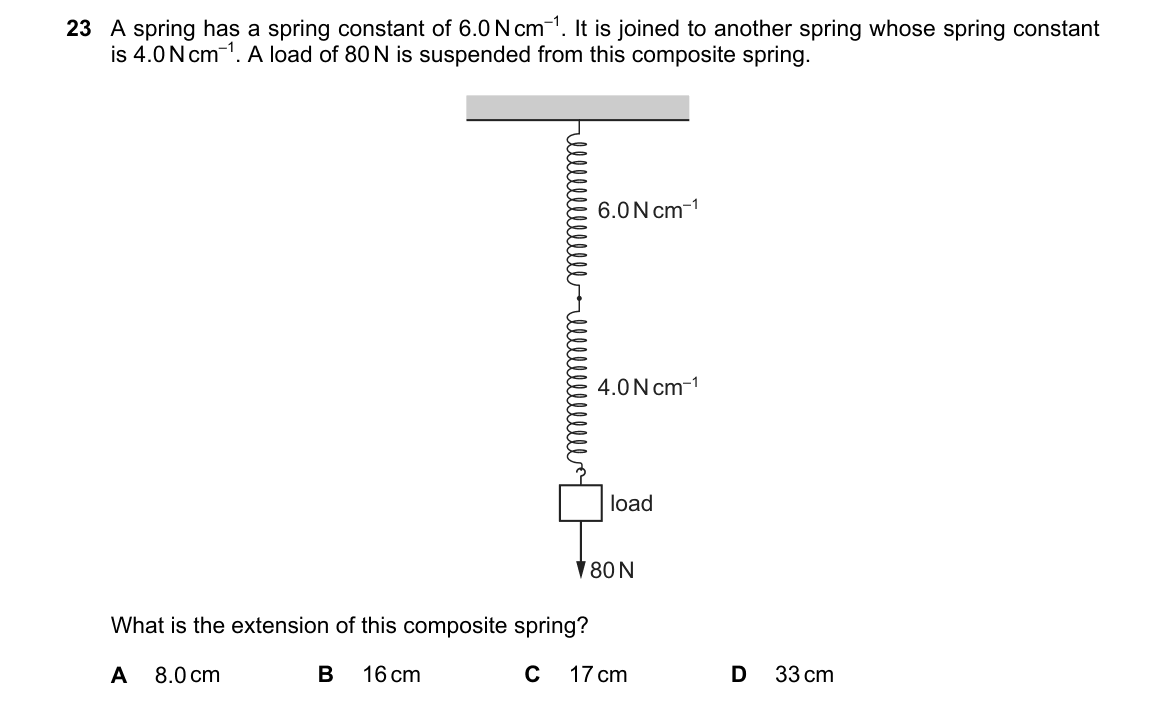 23 A spring has a spring constant of 6.0 N cm⁻¹. It is joined to another spring whose spring constant
is 4.0 N cm⁻¹. A load of 80 N is suspended from this composite spring.
6.0 N cm⁻¹
4.0 N cm⁻¹
load
80 N
What is the extension of this composite spring?
A 8.0 cm B 16 cm C 17 cm D 33 cm